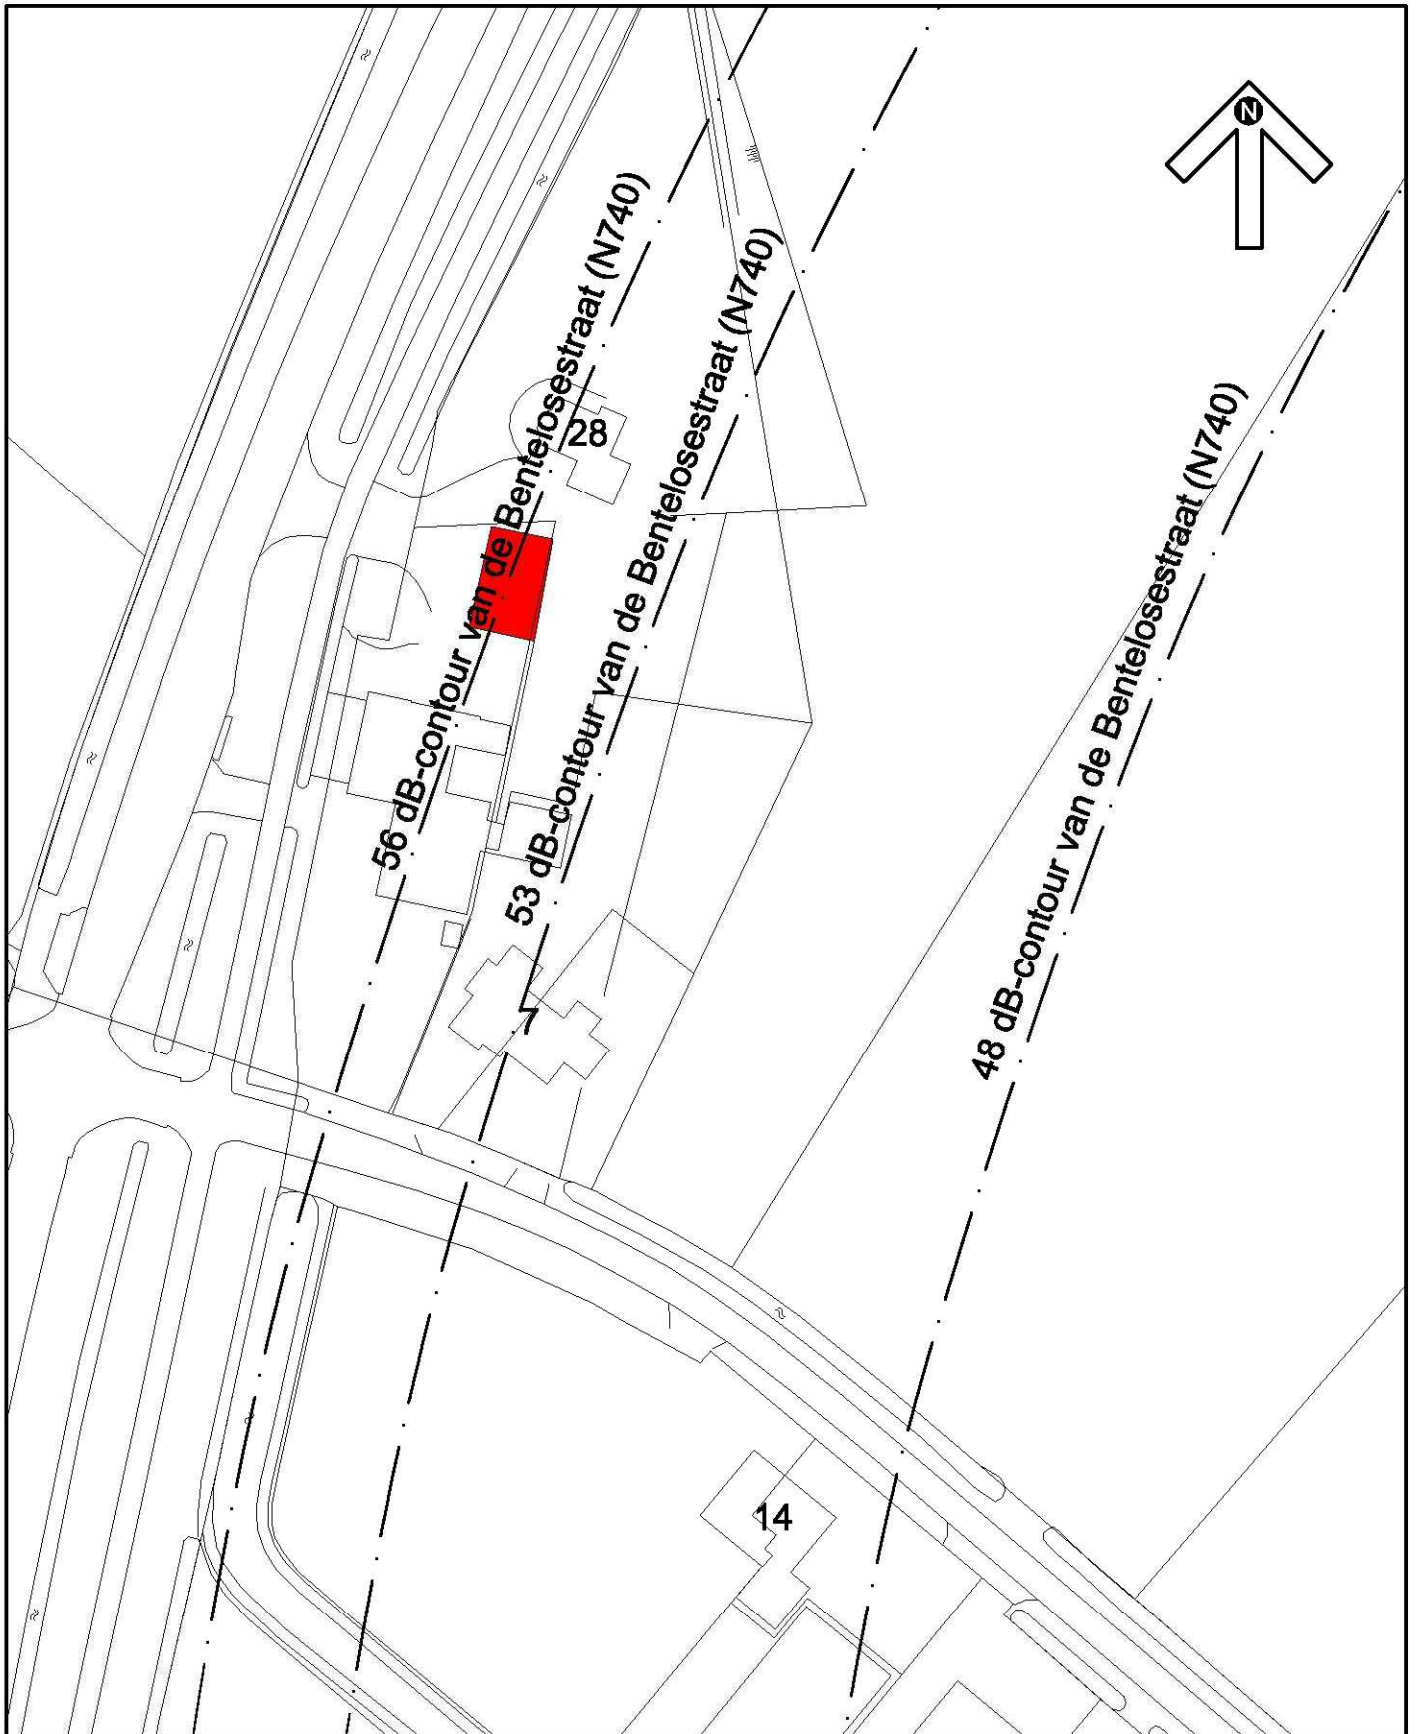 N
56 dB-contour van de Bentelosestraat (N740)
53 dB-contour van de Bentelosestraat (N740)
48 dB-contour van de Bentelosestraat (N740)
28
7
14